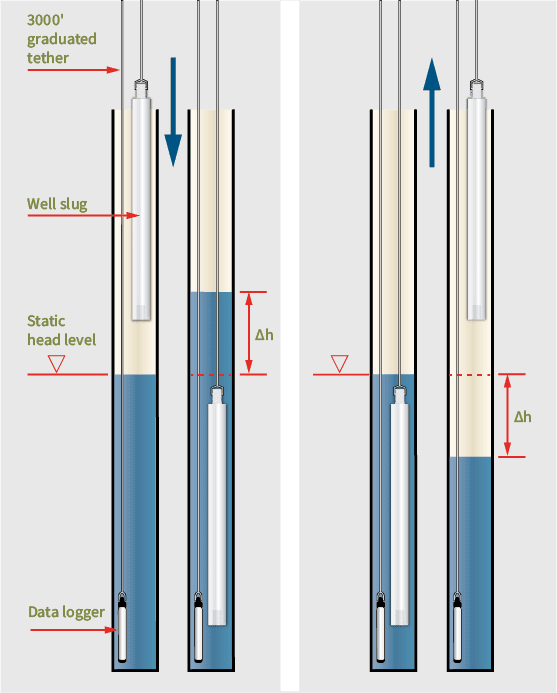 3000'
graduated
tether
Well slug
Static
head level
Δh
Data logger
Δh